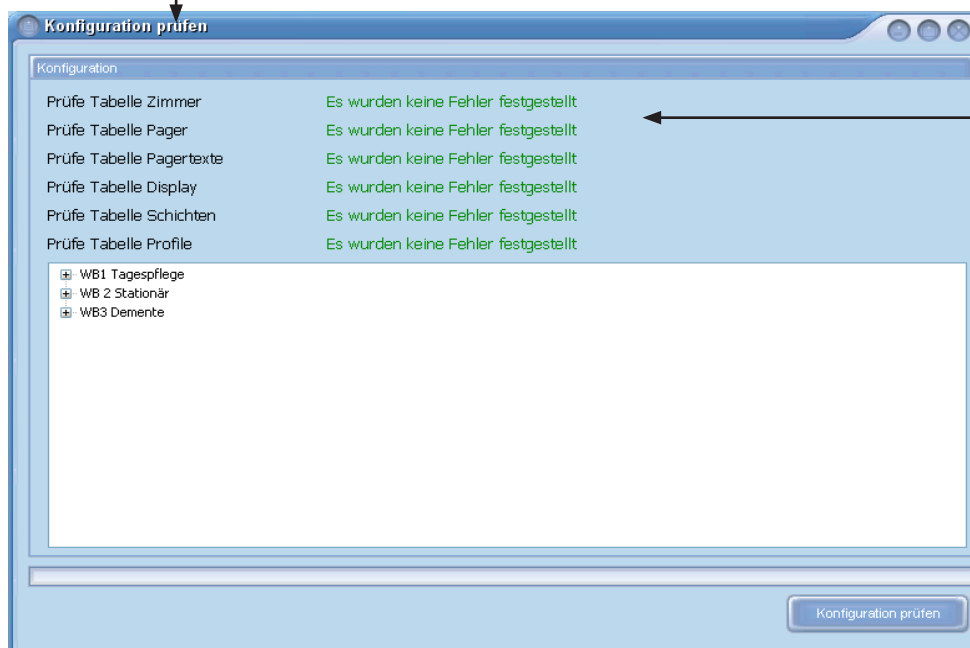 Konfiguration prüfen
Konfiguration
Prüfe Tabelle Zimmer Es wurden keine Fehler festgestellt
Prüfe Tabelle Pager Es wurden keine Fehler festgestellt
Prüfe Tabelle Pagertexte Es wurden keine Fehler festgestellt
Prüfe Tabelle Display Es wurden keine Fehler festgestellt
Prüfe Tabelle Schichten Es wurden keine Fehler festgestellt
Prüfe Tabelle Profile Es wurden keine Fehler festgestellt
WB1 Tagespflege
WB 2 Stationär
WB3 Demente
Konfiguration prüfen